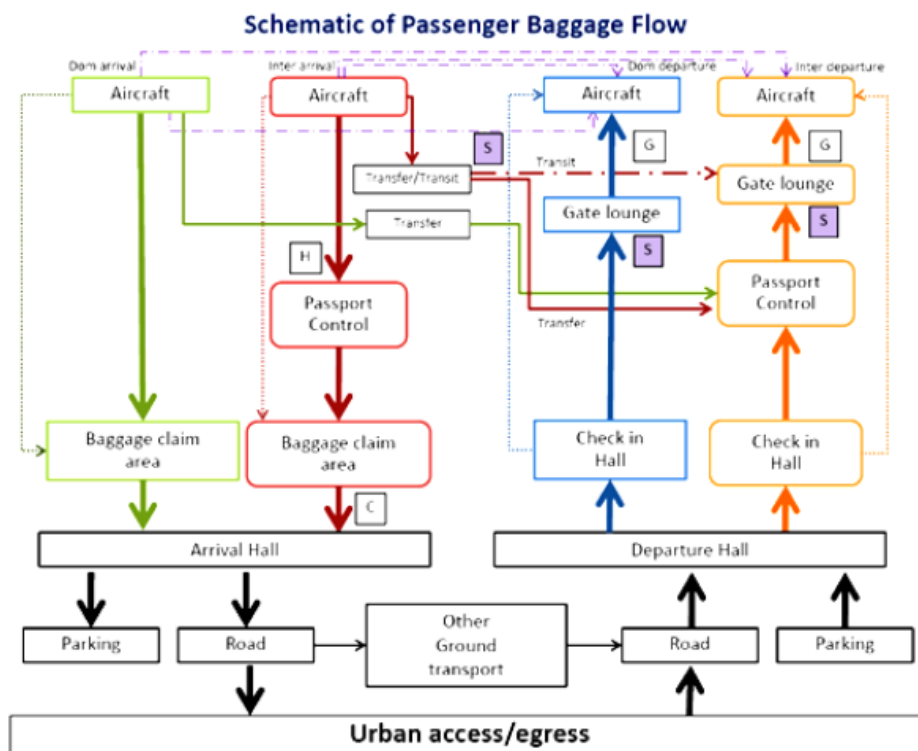 Schematic of Passenger Baggage Flow
Dom arrival
Inter arrival
Dom departure
Inter departure
Aircraft
Aircraft
Aircraft
Aircraft
S
G
G
Transfer/Transit
Transit
Gate lounge
Gate lounge
Transfer
S
S
H
Passport
Control
Passport
Control
Transfer
Baggage claim
area
Baggage claim
area
Check in
Hall
Check in
Hall
C
Arrival Hall
Departure Hall
Parking
Road
Other
Ground
transport
Road
Parking
Urban access/egress